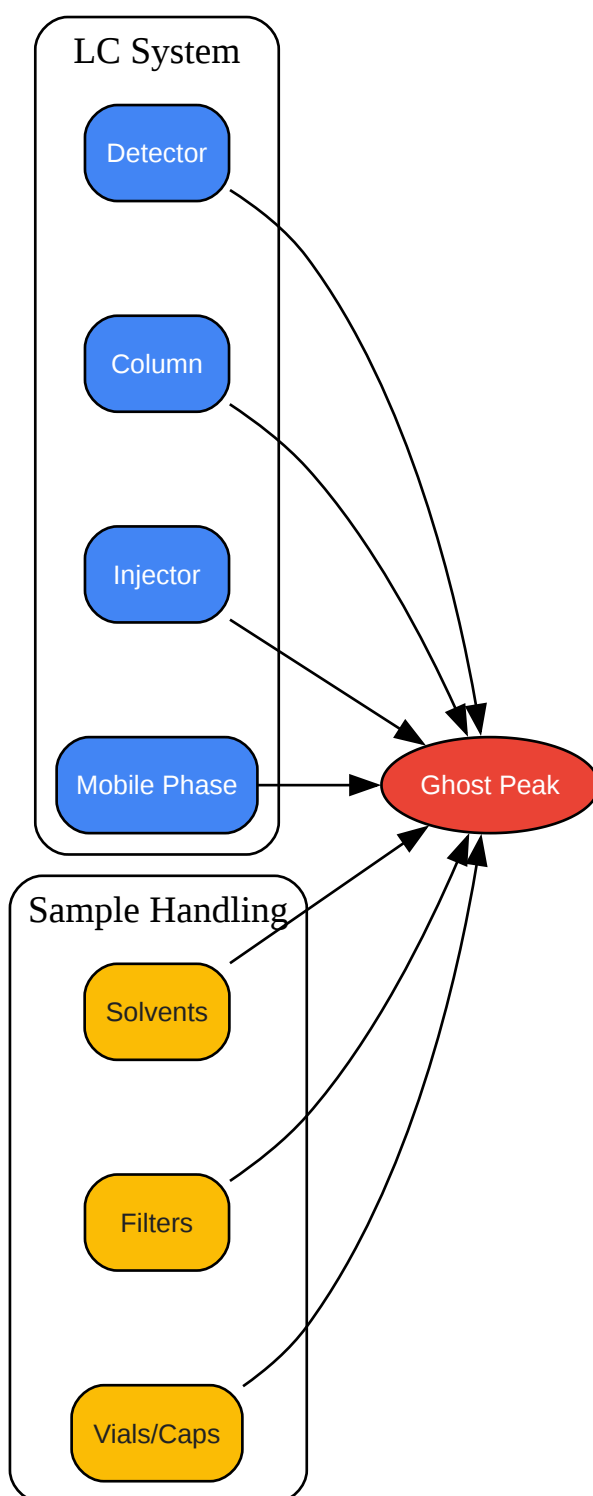 LC System
Detector
Column
Injector
Mobile Phase
Ghost Peak
Sample Handling
Solvents
Filters
Vials/Caps